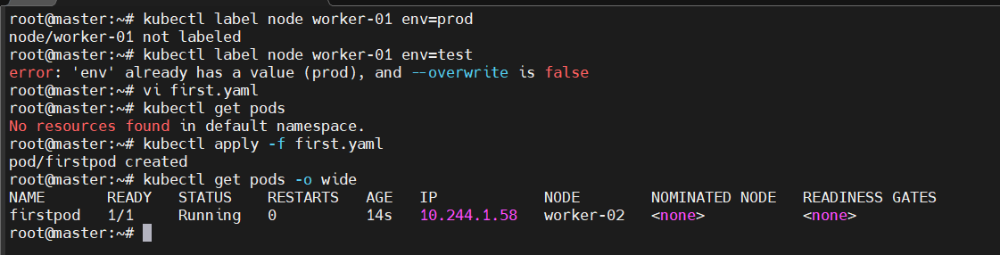 root@master:~# kubectl label node worker-01 env=prod
node/worker-01 not labeled
root@master:~# kubectl label node worker-01 env=test
error: 'env' already has a value (prod), and --overwrite is false
root@master:~# vi first.yaml
root@master:~# kubectl get pods
No resources found in default namespace.
root@master:~# kubectl apply -f first.yaml
pod/firstpod created
root@master:~# kubectl get pods -o wide
NAME READY STATUS RESTARTS AGE IP NODE NOMINATED NODE READINESS GATES
firstpod 1/1 Running 0 14s 10.244.1.58 worker-02 <none> <none>
root@master:~#